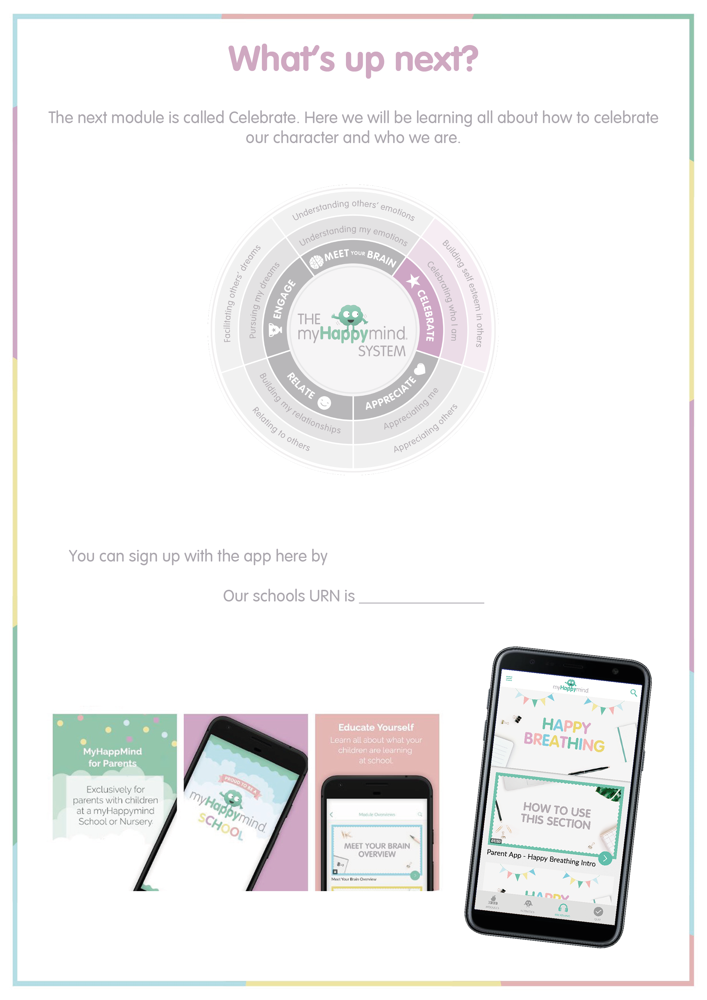 What's up next?
The next module is called Celebrate. Here we will be learning all about how to celebrate
our character and who we are.
Understanding others' emotions
Understanding my emotions
MEET YOUR BRAIN
Building self esteem in others
Celebrating who I am
CELEBRATE
Facilitating others' dreams
Pursuing my dreams
ENGAGE
THE
myHappymind.
SYSTEM
RELATE
Building my relationships
Relating to others
APPRECIATE
Appreciating me
Appreciating others
You can sign up with the app here by
Our schools URN is ________________
MyHappMind
for Parents
Exclusively for
parents with children
at a myHappymind
School or Nursery.
PROUD TO BE A
myHappymind.
SCHOOL
Educate Yourself
Learn all about what your
children are learning
at school.
Module Overviews
MEET YOUR BRAIN
OVERVIEW
Meet Your Brain Overview
myHappymind.
HAPPY
BREATHING
HOW TO USE
THIS SECTION
01:20
Parent App - Happy Breathing Intro
HAPPY
MODULES
ACTIVITIES
BREATHING
QUIZ